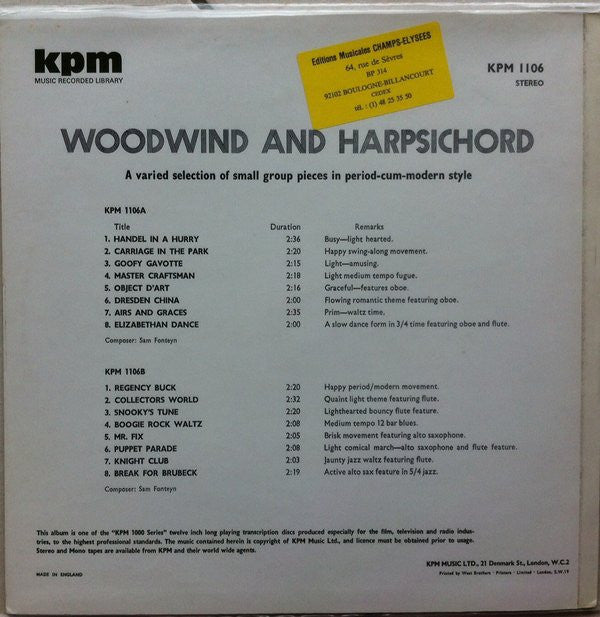 kpm
MUSIC RECORDED LIBRARY
Editions Musicales CHAMPS-ELYSEES
64, rue de Sèvres
BP 314
92102 BOULOGNE-BILLANCOURT
CEDEX
tél. : (1) 48 25 35 50
KPM 1106
STEREO
WOODWIND AND HARPSICHORD
A varied selection of small group pieces in period-cum-modern style
KPM 1106A
Title Duration Remarks
1. HANDEL IN A HURRY 2:36 Busy—light hearted.
2. CARRIAGE IN THE PARK 2:20 Happy swing-along movement.
3. GOOFY GAVOTTE 2:15 Light—amusing.
4. MASTER CRAFTSMAN 2:18 Light medium tempo fugue.
5. OBJECT D'ART 2:16 Graceful—features oboe.
6. DRESDEN CHINA 2:00 Flowing romantic theme featuring oboe.
7. AIRS AND GRACES 2:35 Prim—waltz time.
8. ELIZABETHAN DANCE 2:00 A slow dance form in 3/4 time featuring oboe and flute.
Composer: Sam Fonteyn
KPM 1106B
1. REGENCY BUCK 2:20 Happy period/modern movement.
2. COLLECTORS WORLD 2:32 Quaint light theme featuring flute.
3. SNOOKY'S TUNE 2:20 Lighthearted bouncy flute feature.
4. BOOGIE ROCK WALTZ 2:08 Medium tempo 12 bar blues.
5. MR. FIX 2:05 Brisk movement featuring alto saxophone.
6. PUPPET PARADE 2:08 Light comical march—alto saxophone and flute feature.
7. KNIGHT CLUB 2:03 Jaunty jazz waltz featuring flute.
8. BREAK FOR BRUBECK 2:19 Active alto sax feature in 5/4 jazz.
Composer: Sam Fonteyn
This album is one of the "KPM 1000 Series" twelve inch long playing transcription discs produced especially for the film, television and radio indus-
tries, to the highest professional standards. The music contained herein is copyright of KPM Music Ltd., and licence must be obtained prior to usage.
Stereo and Mono tapes are available from KPM and their world wide agents.
KPM MUSIC LTD., 21 Denmark St., London, W.C.2
MADE IN ENGLAND
Printed by West Brothers · Printers · Limited · London, S.W.19